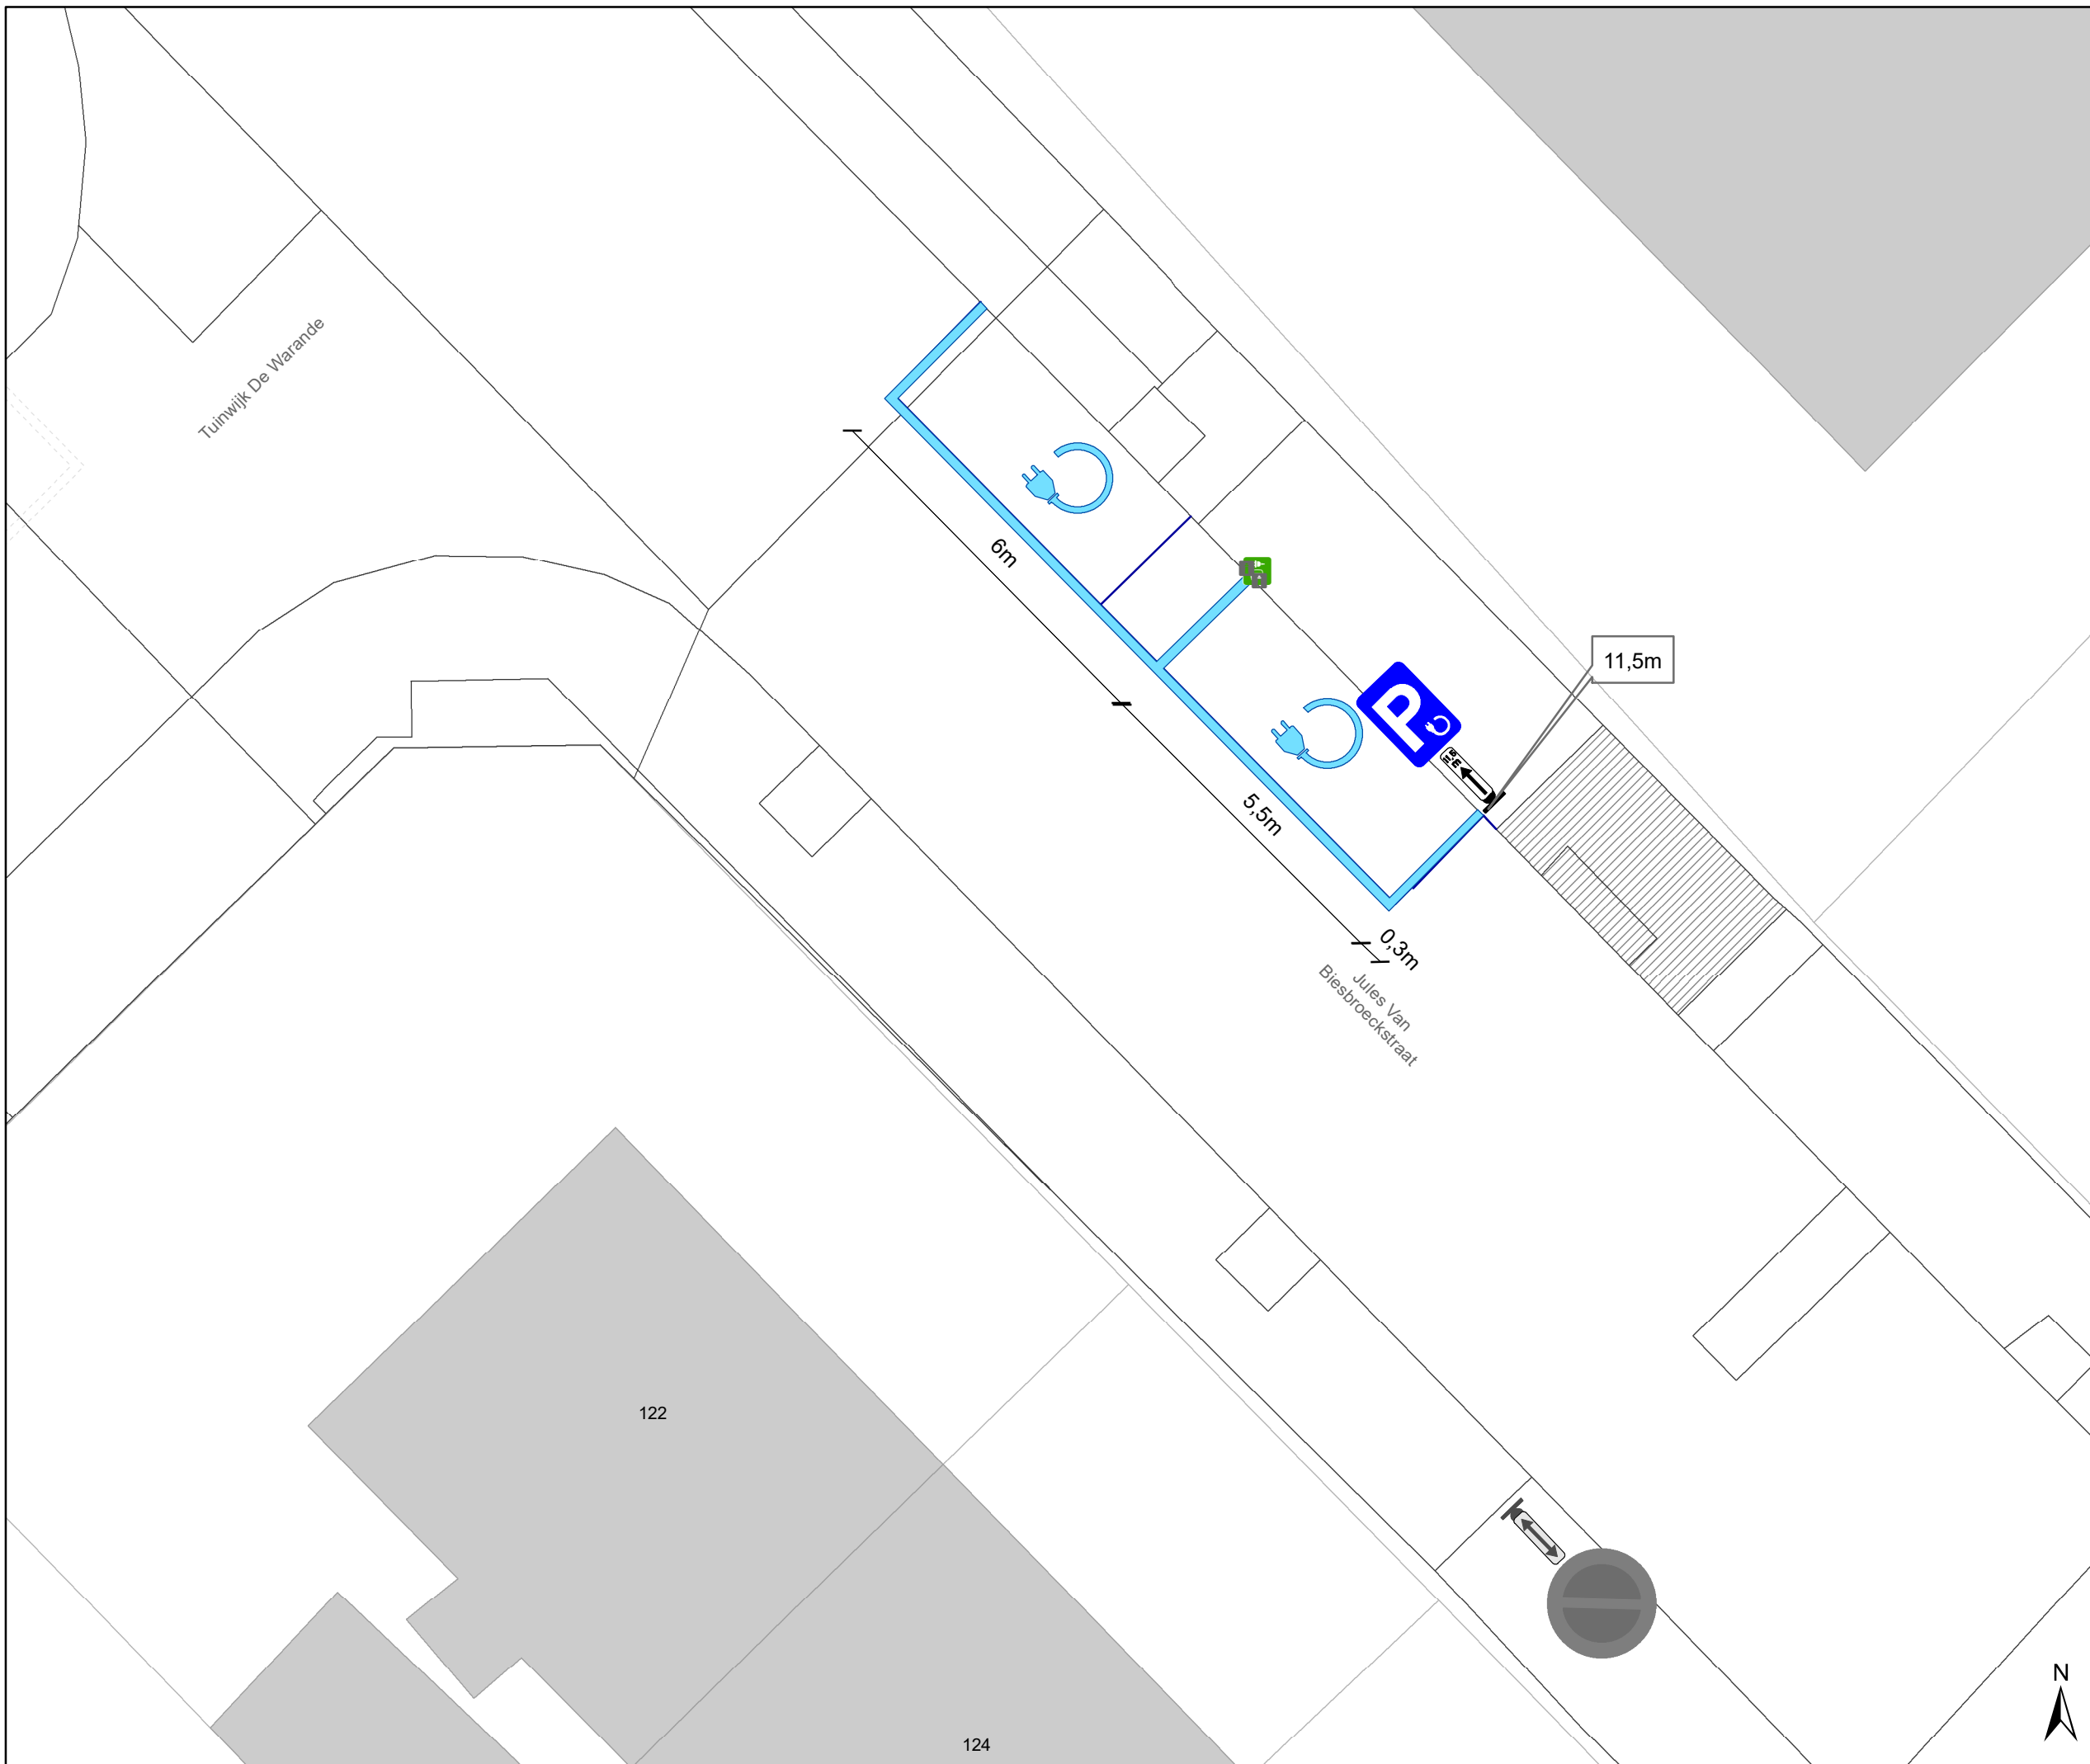 Tuinwijk De Warande
6m
P
11,5m
5,5m
0,3m
Jules Van
Biesbroeckstraat
122
124
N